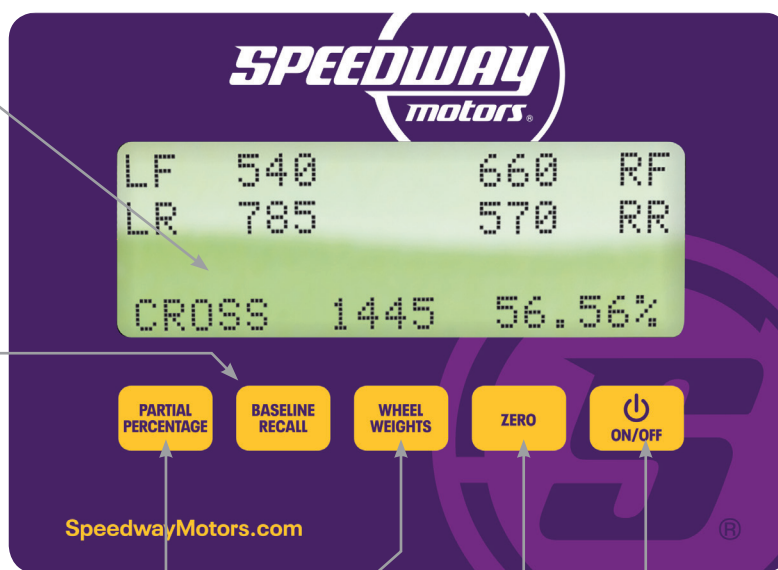 SPEEDWAY
motors®
LF 540 660 RF
LR 785 570 RR
CROSS 1445 56.56%
PARTIAL PERCENTAGE
BASELINE RECALL
WHEEL WEIGHTS
ZERO
ON/OFF
SpeedwayMotors.com
S
®